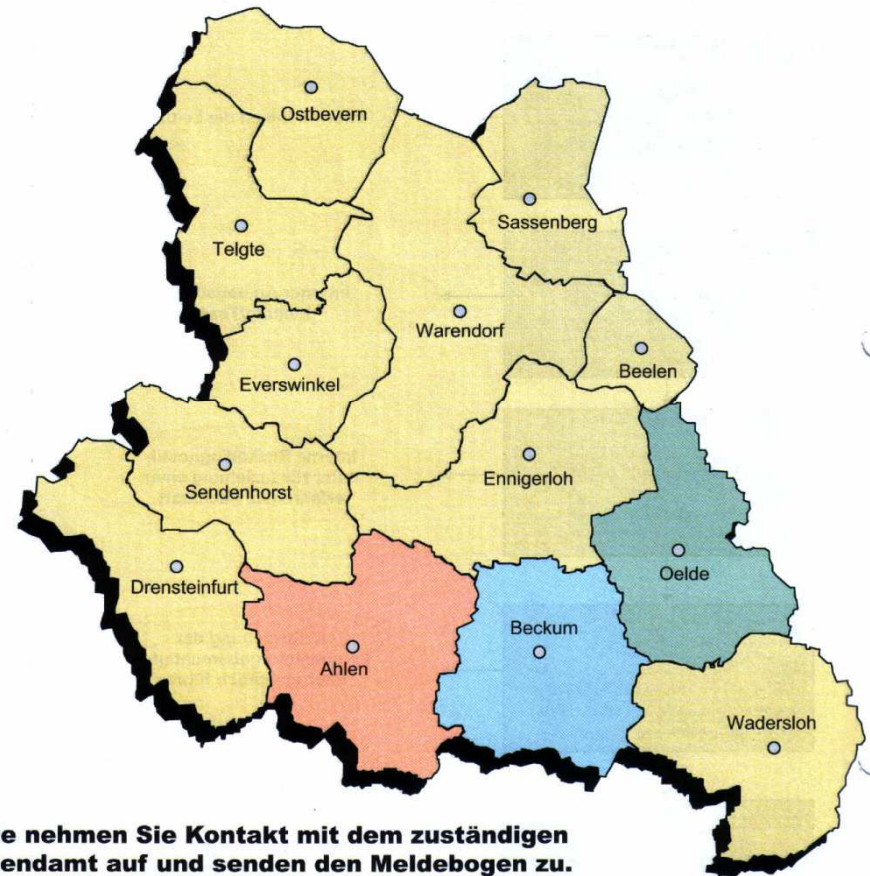 Ostbevern
Sassenberg
Telgte
Warendorf
Beelen
Everswinkel
Ennigerloh
Sendenhorst
Oelde
Drensteinfurt
Beckum
Ahlen
Wadersloh
e nehmen Sie Kontakt mit dem zuständigen
endamt auf und senden den Meldebogen zu.